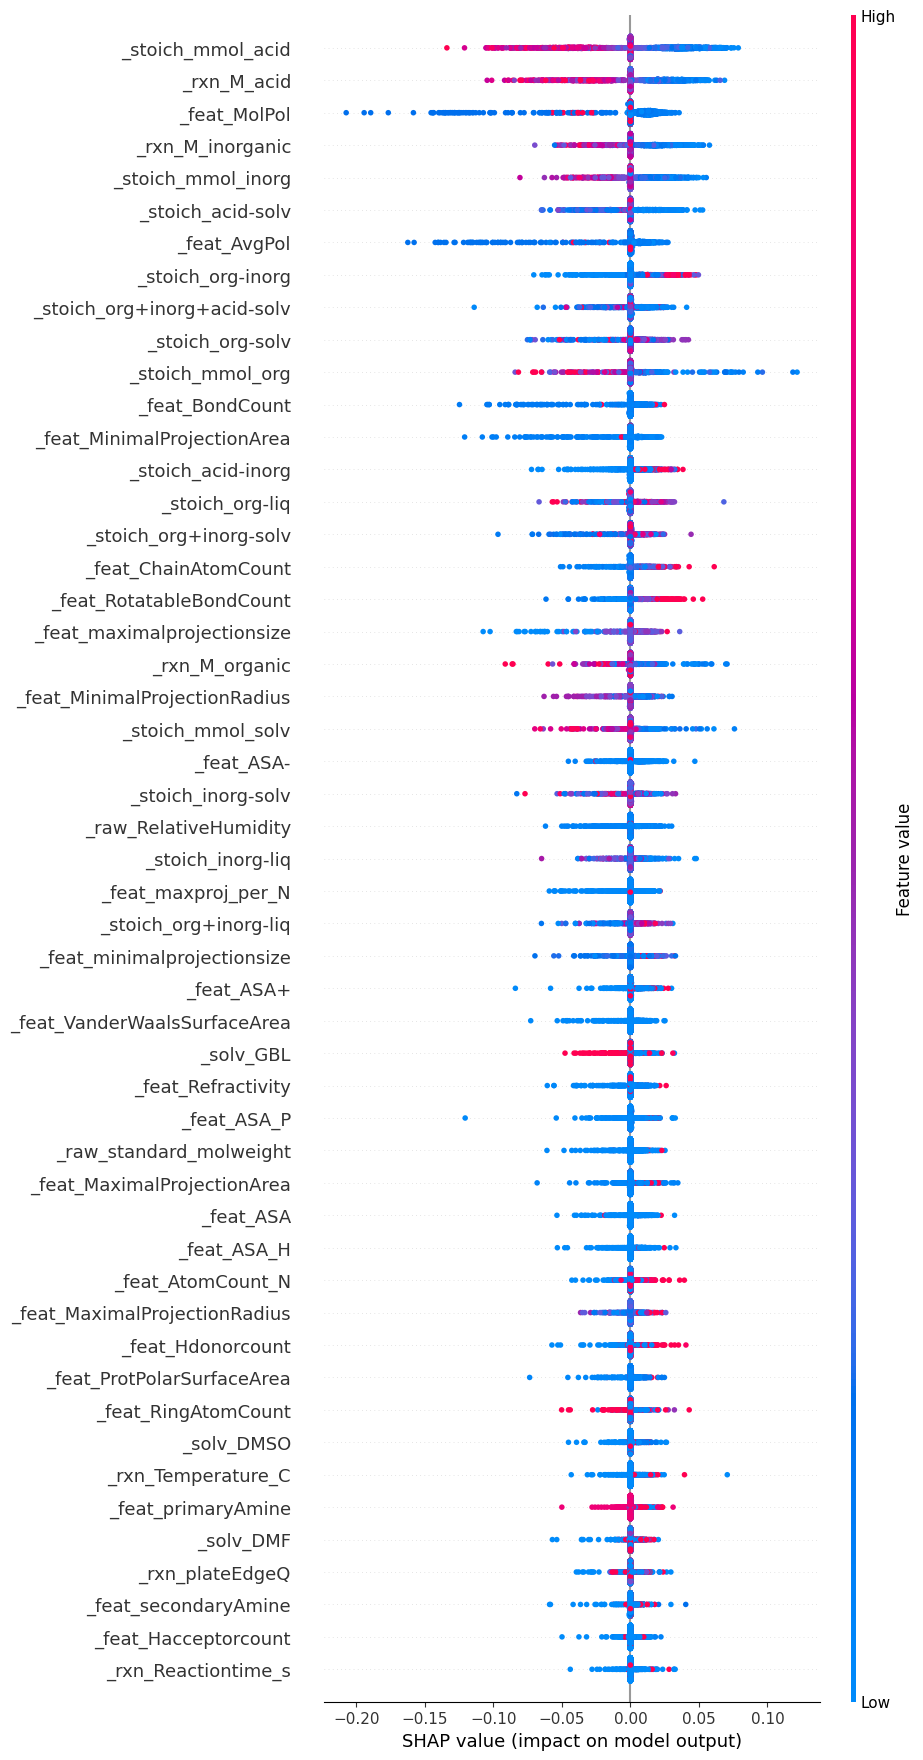 High
_stoich_mmol_acid
_rxn_M_acid
_feat_MolPol
_rxn_M_inorganic
_stoich_mmol_inorg
_stoich_acid-solv
_feat_AvgPol
_stoich_org-inorg
_stoich_org+inorg+acid-solv
_stoich_org-solv
_stoich_mmol_org
_feat_BondCount
_feat_MinimalProjectionArea
_stoich_acid-inorg
_stoich_org-liq
_stoich_org+inorg-solv
_feat_ChainAtomCount
_feat_RotatableBondCount
_feat_maximalprojectionsize
_rxn_M_organic
_feat_MinimalProjectionRadius
_stoich_mmol_solv
_feat_ASA-
_stoich_inorg-solv
_raw_RelativeHumidity
_stoich_inorg-liq
_feat_maxproj_per_N
_stoich_org+inorg-liq
_feat_minimalprojectionsize
_feat_ASA+
_feat_VanderWaalsSurfaceArea
_solv_GBL
_feat_Refractivity
_feat_ASA_P
_raw_standard_molweight
_feat_MaximalProjectionArea
_feat_ASA
_feat_ASA_H
_feat_AtomCount_N
_feat_MaximalProjectionRadius
_feat_Hdonorcount
_feat_ProtPolarSurfaceArea
_feat_RingAtomCount
_solv_DMSO
_rxn_Temperature_C
_feat_primaryAmine
_solv_DMF
_rxn_plateEdgeQ
_feat_secondaryAmine
_feat_Hacceptorcount
_rxn_Reactiontime_s
Feature value
Low
−0.20 −0.15 −0.10 −0.05 0.00 0.05 0.10
SHAP value (impact on model output)